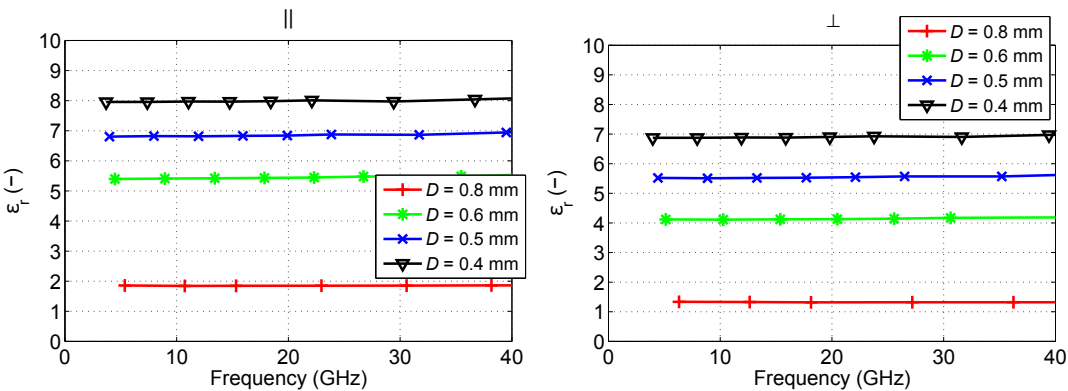 ||
10
9
8
7
6
5
4
3
2
1
0
εr (−)
D = 0.8 mm
D = 0.6 mm
D = 0.5 mm
D = 0.4 mm
0 10 20 30 40
Frequency (GHz)
⊥
10
9
8
7
6
5
4
3
2
1
0
εr (−)
D = 0.8 mm
D = 0.6 mm
D = 0.5 mm
D = 0.4 mm
0 10 20 30 40
Frequency (GHz)